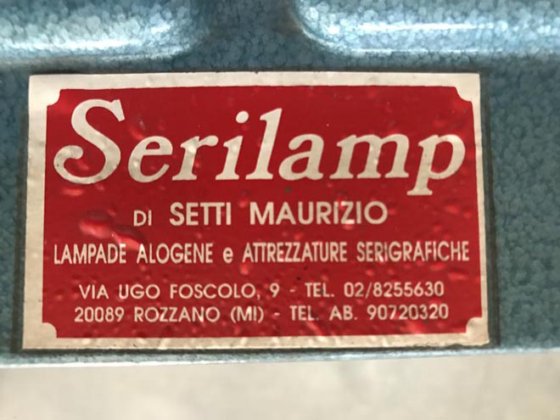 Serilamp
DI SETTI MAURIZIO
LAMPADE ALOGENE e ATTREZZATURE SERIGRAFICHE
VIA UGO FOSCOLO, 9 - TEL. 02/8255630
20089 ROZZANO (MI) - TEL. AB. 90720320